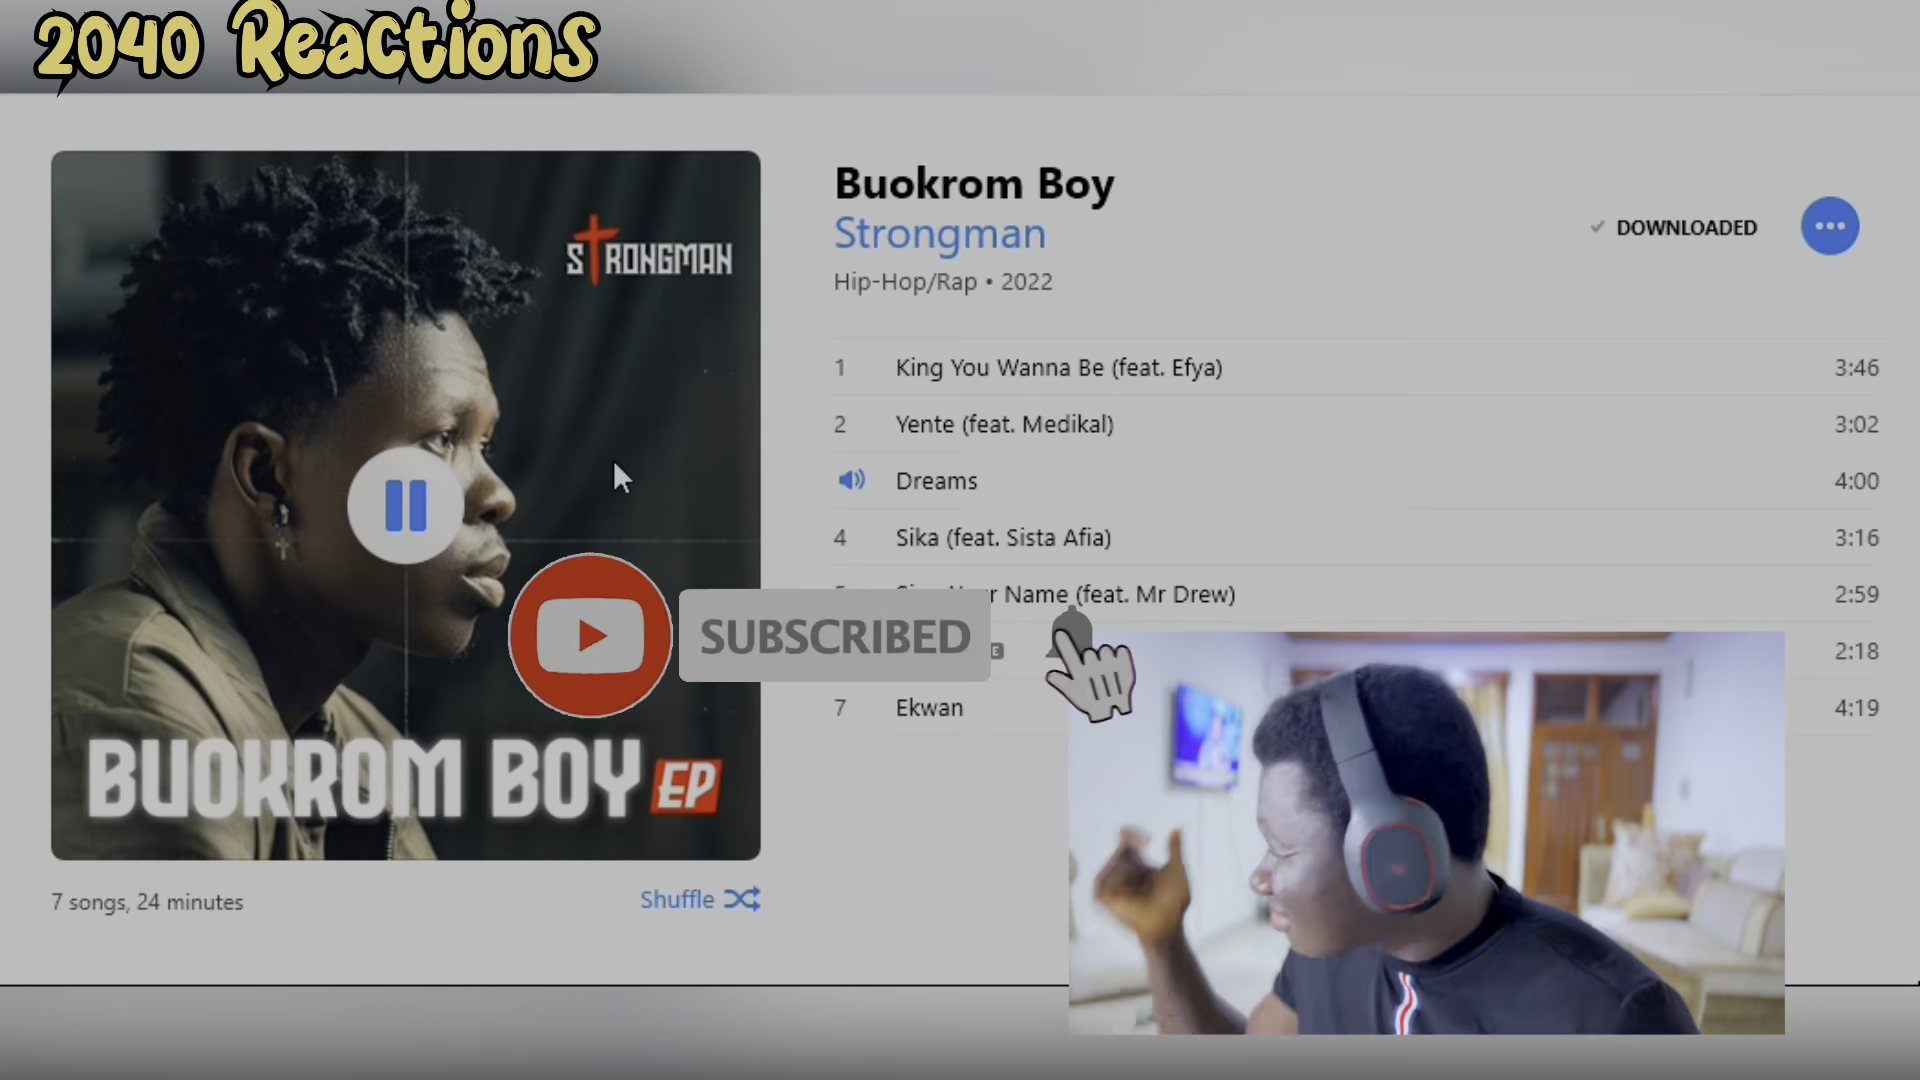 2040 Reactions
STRONGMAN
BUOKROM BOY EP
7 songs, 24 minutes
Shuffle
Buokrom Boy
Strongman
Hip-Hop/Rap • 2022
DOWNLOADED
1 King You Wanna Be (feat. Efya) 3:46
2 Yente (feat. Medikal) 3:02
Dreams 4:00
4 Sika (feat. Sista Afia) 3:16
Name (feat. Mr Drew) 2:59
SUBSCRIBED
E 2:18
7 Ekwan 4:19